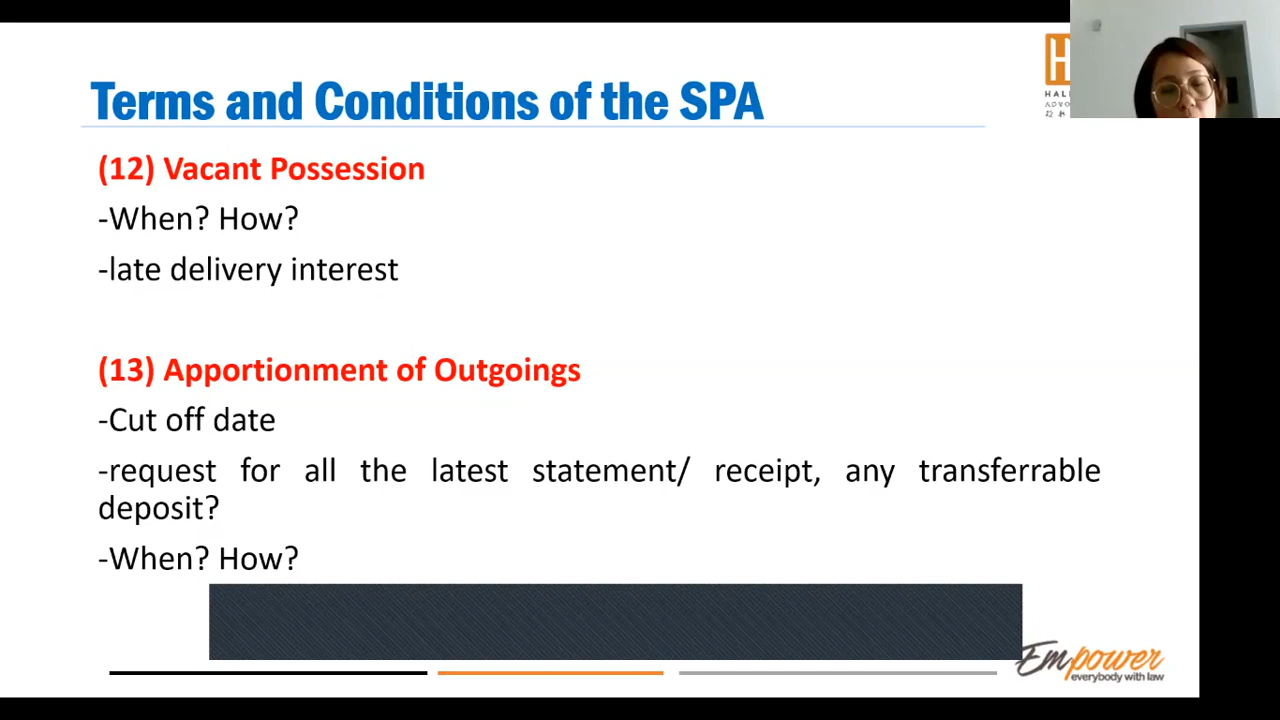 Terms and Conditions of the SPA
(12) Vacant Possession
-When? How?
-late delivery interest
(13) Apportionment of Outgoings
-Cut off date
-request for all the latest statement/ receipt, any transferrable
deposit?
-When? How?
Empower
everybody with law